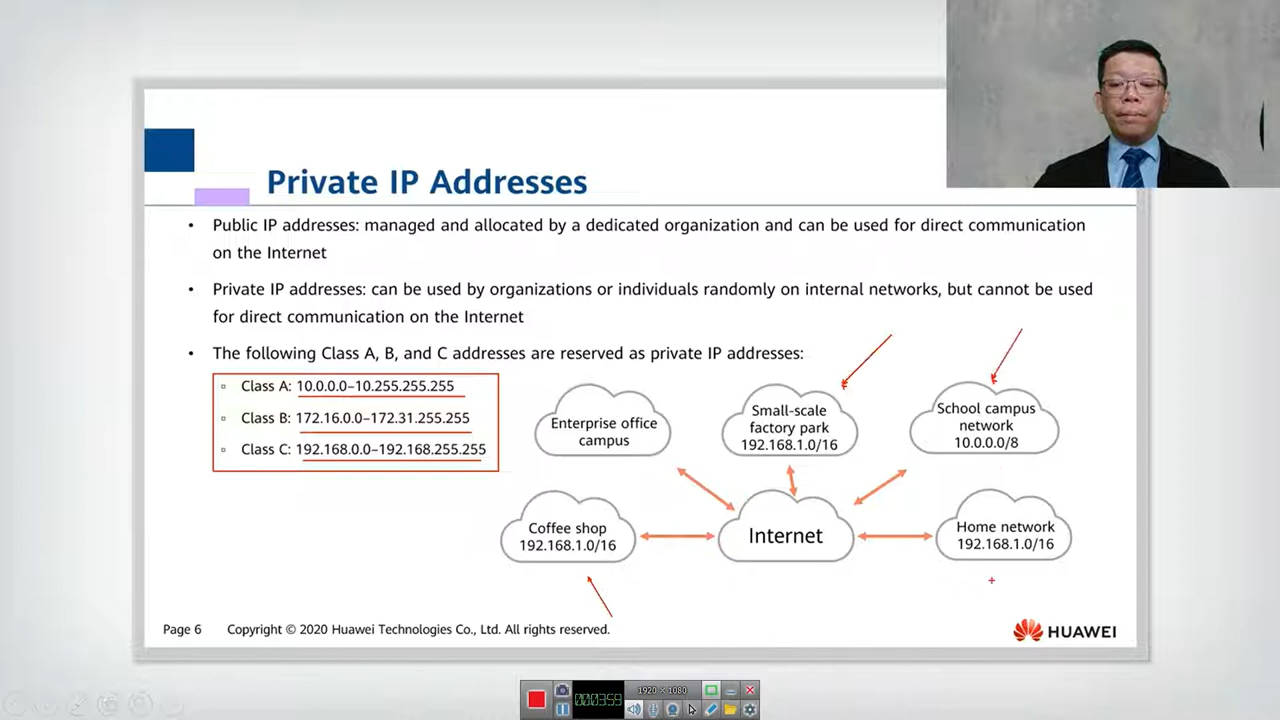 Private IP Addresses
• Public IP addresses: managed and allocated by a dedicated organization and can be used for direct communication
on the Internet
• Private IP addresses: can be used by organizations or individuals randomly on internal networks, but cannot be used
for direct communication on the Internet
• The following Class A, B, and C addresses are reserved as private IP addresses:
▫ Class A: 10.0.0.0–10.255.255.255
▫ Class B: 172.16.0.0–172.31.255.255
▫ Class C: 192.168.0.0–192.168.255.255
Enterprise office
campus
Small-scale
factory park
192.168.1.0/16
School campus
network
10.0.0.0/8
Coffee shop
192.168.1.0/16
Internet
Home network
192.168.1.0/16
Page 6
Copyright © 2020 Huawei Technologies Co., Ltd. All rights reserved.
HUAWEI
000:03:59
1920 × 1080